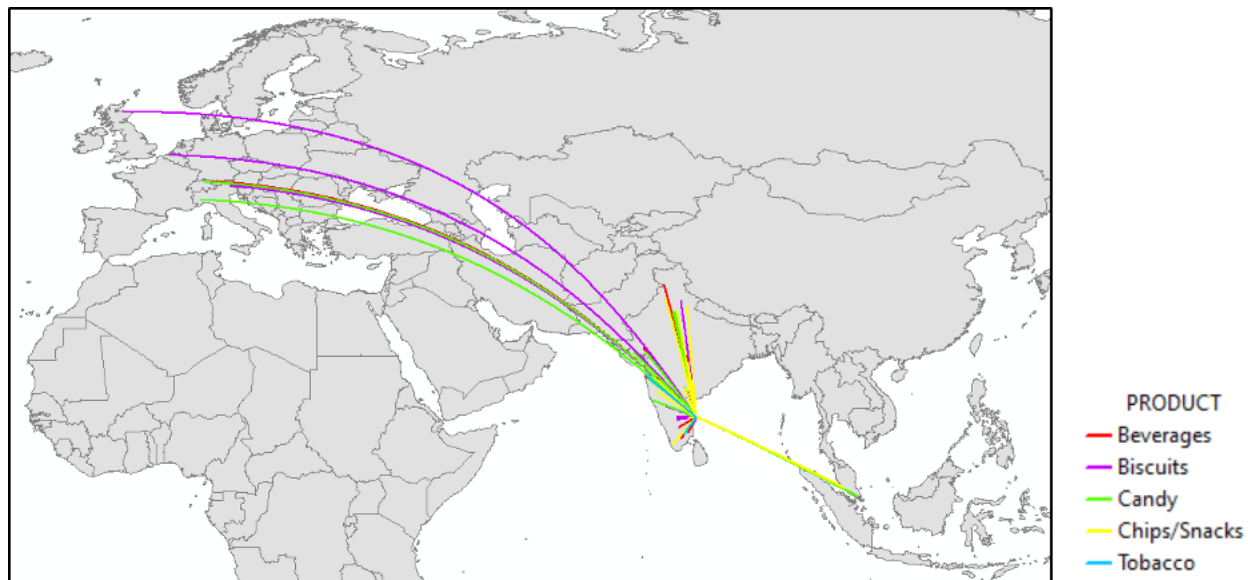 PRODUCT
Beverages
Biscuits
Candy
Chips/Snacks
Tobacco